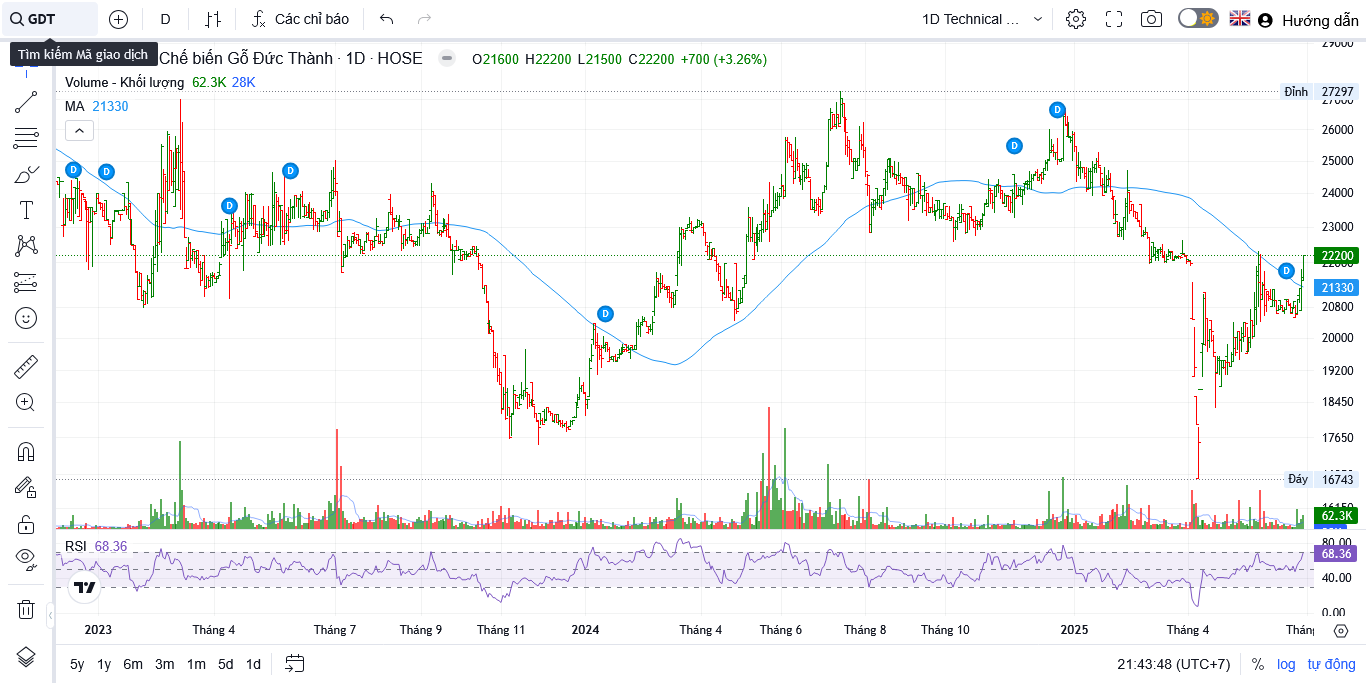 GDT D Các chỉ báo 1D Technical ... Hướng dẫn
Tìm kiếm Mã giao dịch
Chế biến Gỗ Đức Thành · 1D · HOSE O21600 H22200 L21500 C22200 +700 (+3.26%)
Volume - Khối lượng 62.3K 28K
MA 21330
D D D D D D D D
29000
Đỉnh 27297
27000
26000
25000
24000
23000
22200
22000
21330
20800
20000
19200
18450
17650
Đáy 16743
62.3K
RSI 68.36
80.00
68.36
40.00
0.00
2023 Tháng 4 Tháng 7 Tháng 9 Tháng 11 2024 Tháng 4 Tháng 6 Tháng 8 Tháng 10 2025 Tháng 4 Thán
5y 1y 6m 3m 1m 5d 1d 21:43:48 (UTC+7) % log tự động